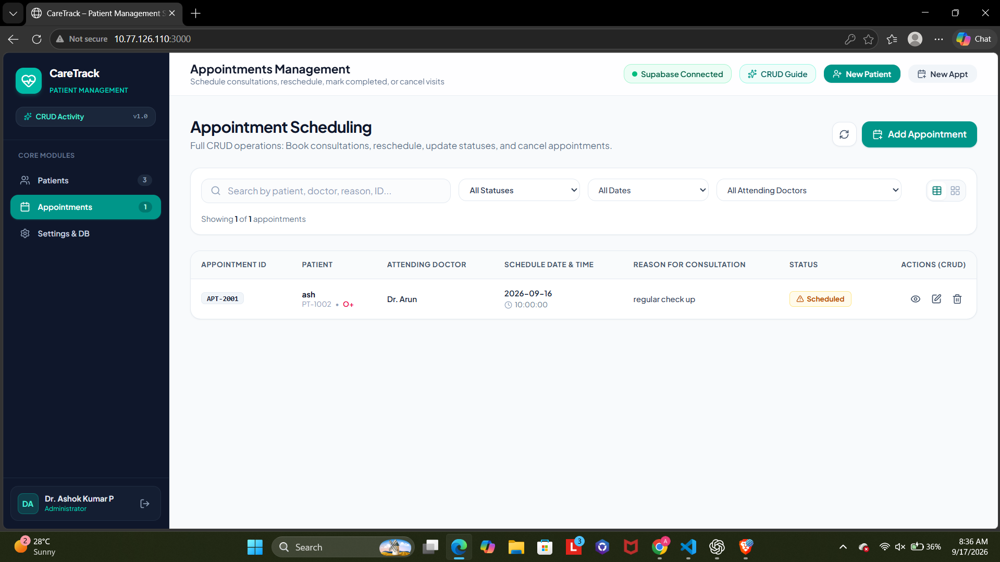 CareTrack – Patient Management S
Not secure 10.77.126.110:3000
Chat
CareTrack
PATIENT MANAGEMENT
CRUD Activity v1.0
CORE MODULES
Patients 3
Appointments 1
Settings & DB
Dr. Ashok Kumar P
DA
Administrator
Appointments Management
Schedule consultations, reschedule, mark completed, or cancel visits
Supabase Connected
CRUD Guide
New Patient
New Appt
Appointment Scheduling
Full CRUD operations: Book consultations, reschedule, update statuses, and cancel appointments.
Add Appointment
Search by patient, doctor, reason, ID...
All Statuses
All Dates
All Attending Doctors
Showing 1 of 1 appointments
APPOINTMENT ID PATIENT ATTENDING DOCTOR SCHEDULE DATE & TIME REASON FOR CONSULTATION STATUS ACTIONS (CRUD)
APT-2001
ash
PT-1002 • O+
Dr. Arun
2026-09-16
10:00:00
regular check up
Scheduled
2
28°C
Sunny
Search
L 3
A
36%
8:36 AM
9/17/2026